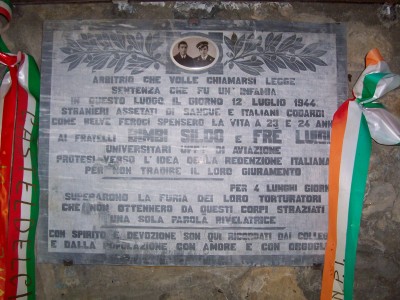 ARBITRIO CHE VOLLE CHIAMARSI LEGGE
SENTENZA CHE FU UN'INFAMIA
IN QUESTO LUOGO IL GIORNO 12 LUGLIO 1944
STRANIERI ASSETATI DI SANGUE E ITALIANI CODARDI
COME BELVE FEROCI SPENSERO LA VITA A 23 E 24 ANNI
AI FRATELLI BIMBI SILDO E FRÈ LUIGI
UNIVERSITARI UFF. DI AVIAZIONE
PROTESI VERSO L'IDEA DELLA REDENZIONE ITALIANA
PER NON TRADIRE IL LORO GIURAMENTO
PER 4 LUNGHI GIORNI
SUPERARONO LA FURIA DEI LORO TORTURATORI
CHE NON OTTENNERO DA QUESTI CORPI STRAZIATI
UNA SOLA PAROLA RIVELATRICE
CON SPIRITO E DEVOZIONE SON QUI RICORDATI DAI COLLEGHI
E DALLA POPOLAZIONE CON AMORE E CON ORGOGLIO